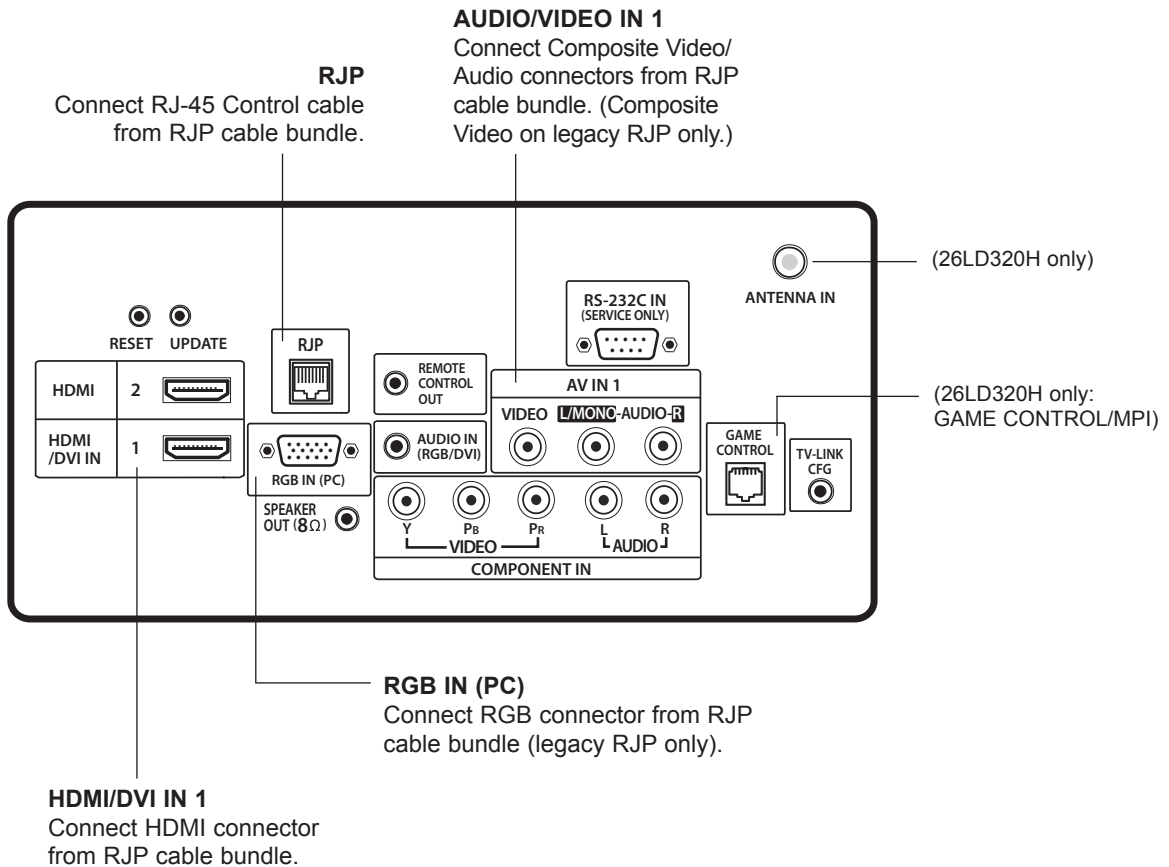 AUDIO/VIDEO IN 1
Connect Composite Video/
Audio connectors from RJP
cable bundle. (Composite
Video on legacy RJP only.)
RJP
Connect RJ-45 Control cable
from RJP cable bundle.
(26LD320H only)
ANTENNA IN
RS-232C IN
(SERVICE ONLY)
RESET UPDATE
RJP
HDMI 2
HDMI
/DVI IN 1
REMOTE
CONTROL
OUT
AV IN 1
VIDEO L/MONO-AUDIO-R
(26LD320H only:
GAME CONTROL/MPI)
AUDIO IN
(RGB/DVI)
GAME
CONTROL
TV-LINK
CFG
RGB IN (PC)
SPEAKER
OUT (8Ω)
Y PB PR L R
VIDEO AUDIO
COMPONENT IN
RGB IN (PC)
Connect RGB connector from RJP
cable bundle (legacy RJP only).
HDMI/DVI IN 1
Connect HDMI connector
from RJP cable bundle.